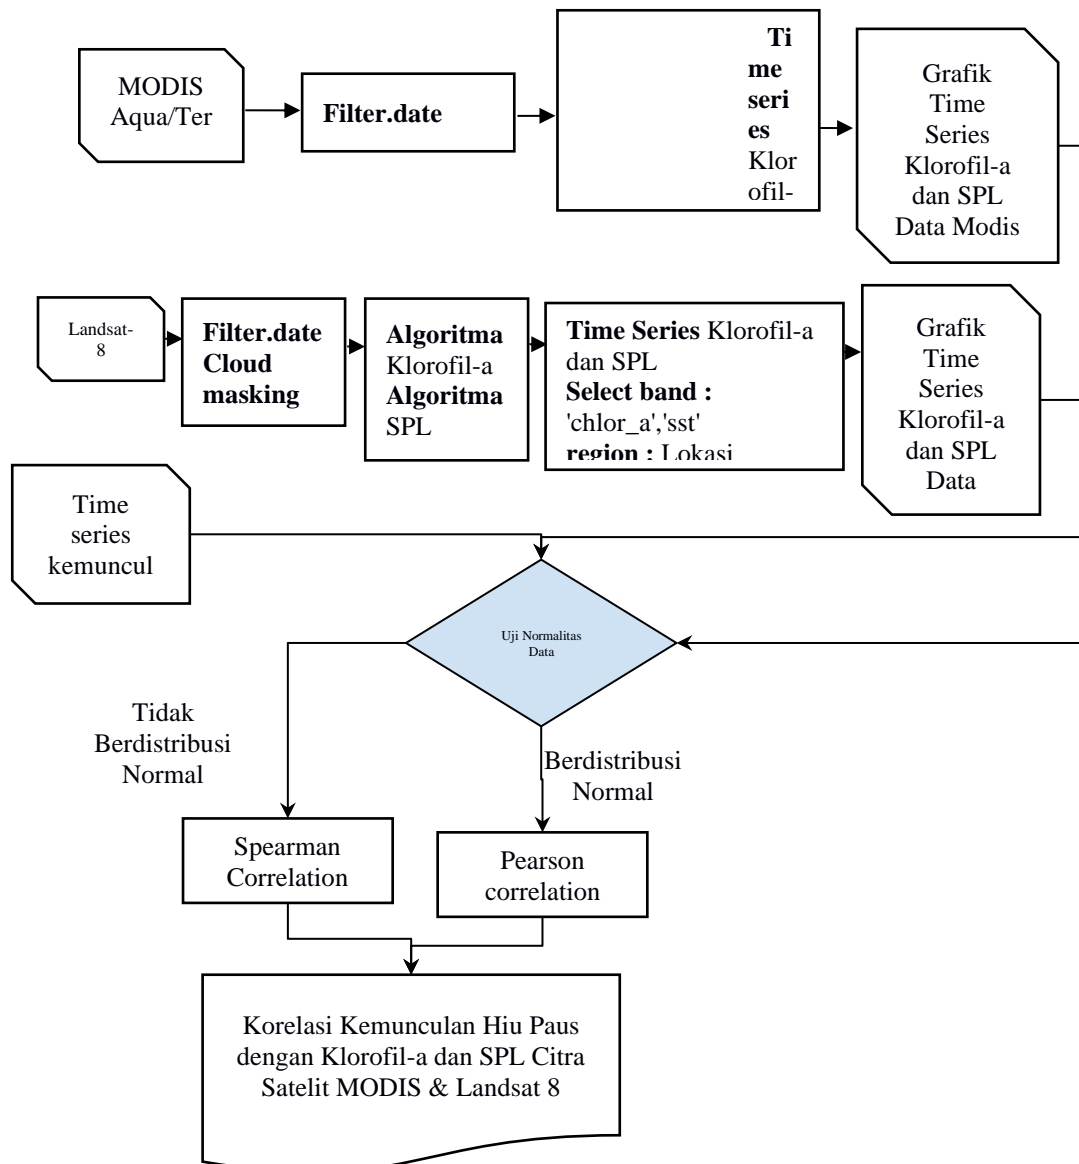 MODIS
Aqua/Ter
Filter.date
Ti
me
seri
es
Klor
ofil-
Grafik
Time
Series
Klorofil-a
dan SPL
Data Modis
Landsat-
8
Filter.date
Cloud
masking
Algoritma
Klorofil-a
Algoritma
SPL
Time Series Klorofil-a
dan SPL
Select band :
'chlor_a','sst'
region : Lokasi
Grafik
Time
Series
Klorofil-a
dan SPL
Data
Time
series
kemuncul
Uji Normalitas
Data
Tidak
Berdistribusi
Normal
Berdistribusi
Normal
Spearman
Correlation
Pearson
correlation
Korelasi Kemunculan Hiu Paus
dengan Klorofil-a dan SPL Citra
Satelit MODIS & Landsat 8